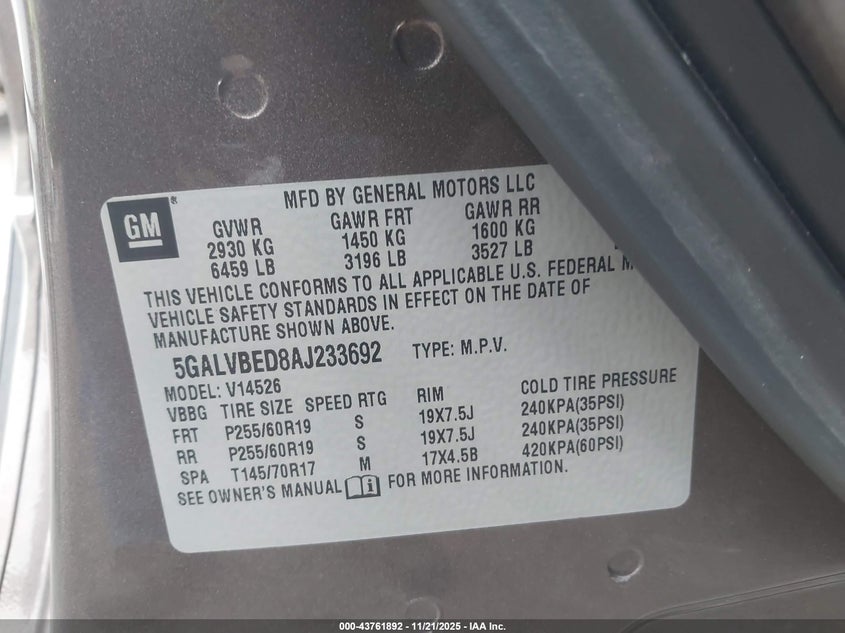 MFD BY GENERAL MOTORS LLC
GM
GVWR GAWR FRT GAWR RR
2930 KG 1450 KG 1600 KG
6459 LB 3196 LB 3527 LB
THIS VEHICLE CONFORMS TO ALL APPLICABLE U.S. FEDERAL
VEHICLE SAFETY STANDARDS IN EFFECT ON THE DATE OF
MANUFACTURE SHOWN ABOVE.
5GALVBED8AJ233692 TYPE: M.P.V.
MODEL: V14526
VBBG TIRE SIZE SPEED RTG RIM COLD TIRE PRESSURE
FRT P255/60R19 S 19X7.5J 240KPA(35PSI)
RR P255/60R19 S 19X7.5J 240KPA(35PSI)
SPA T145/70R17 M 17X4.5B 420KPA(60PSI)
SEE OWNER'S MANUAL FOR MORE INFORMATION.
000-43761892 - 11/21/2025 - IAA Inc.